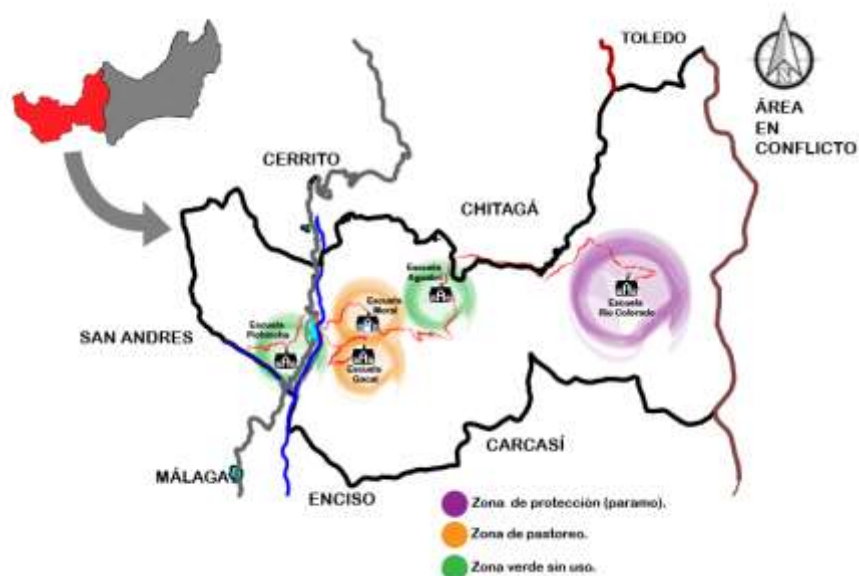 TOLEDO
ÁREA
EN
CONFLICTO
CERRITO
CHITAGÁ
Escuela
Escuela
Moral
Escuela
Rio Colorado
SAN ANDRES
Escuela
Escuela
CARCASÍ
MÁLAGA
ENCISO
Zona de protección (paramo).
Zona de pastoreo.
Zona verde sin uso.